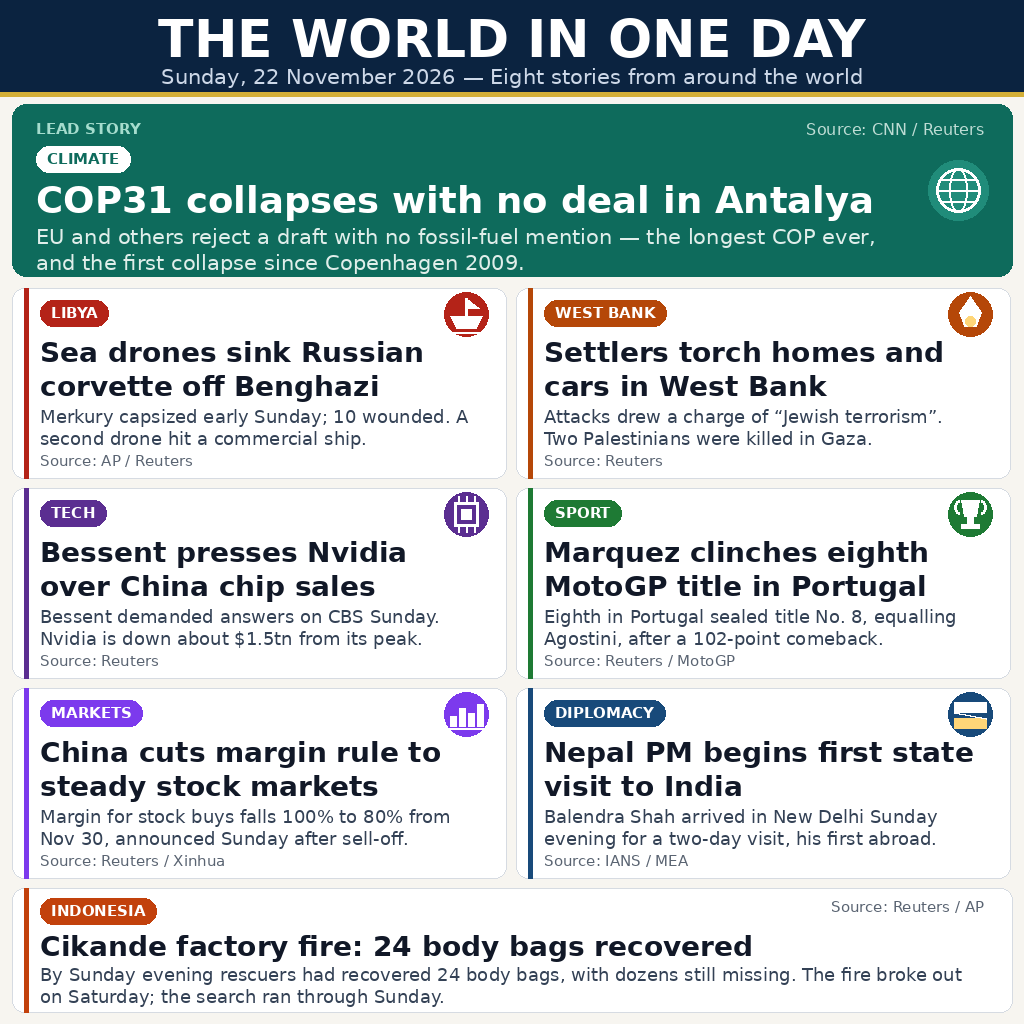 THE WORLD IN ONE DAY
Sunday, 22 November 2026 — Eight stories from around the world
LEAD STORY
Source: CNN / Reuters
CLIMATE
COP31 collapses with no deal in Antalya
EU and others reject a draft with no fossil-fuel mention — the longest COP ever,
and the first collapse since Copenhagen 2009.
LIBYA
Sea drones sink Russian
corvette off Benghazi
Merkury capsized early Sunday; 10 wounded. A
second drone hit a commercial ship.
Source: AP / Reuters
WEST BANK
Settlers torch homes and
cars in West Bank
Attacks drew a charge of “Jewish terrorism”.
Two Palestinians were killed in Gaza.
Source: Reuters
TECH
Bessent presses Nvidia
over China chip sales
Bessent demanded answers on CBS Sunday.
Nvidia is down about $1.5tn from its peak.
Source: Reuters
SPORT
Marquez clinches eighth
MotoGP title in Portugal
Eighth in Portugal sealed title No. 8, equalling
Agostini, after a 102-point comeback.
Source: Reuters / MotoGP
MARKETS
China cuts margin rule to
steady stock markets
Margin for stock buys falls 100% to 80% from
Nov 30, announced Sunday after sell-off.
Source: Reuters / Xinhua
DIPLOMACY
Nepal PM begins first state
visit to India
Balendra Shah arrived in New Delhi Sunday
evening for a two-day visit, his first abroad.
Source: IANS / MEA
INDONESIA
Source: Reuters / AP
Cikande factory fire: 24 body bags recovered
By Sunday evening rescuers had recovered 24 body bags, with dozens still missing. The fire broke out
on Saturday; the search ran through Sunday.